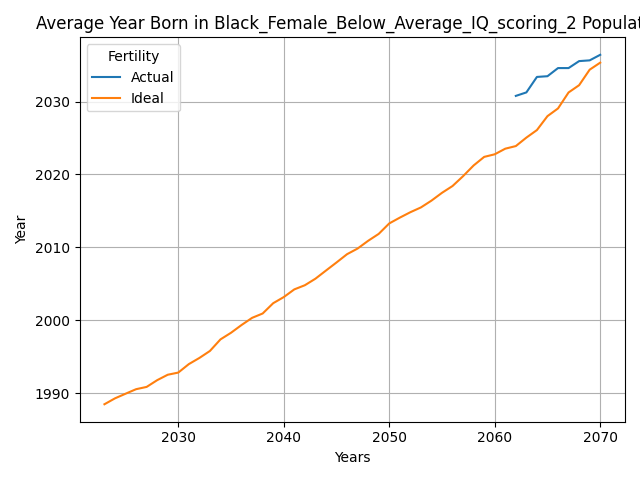 Average Year Born in Black_Female_Below_Average_IQ_scoring_2 Populat
Fertility
Actual
Ideal
Year
2030
2020
2010
2000
1990
2030 2040 2050 2060 2070
Years